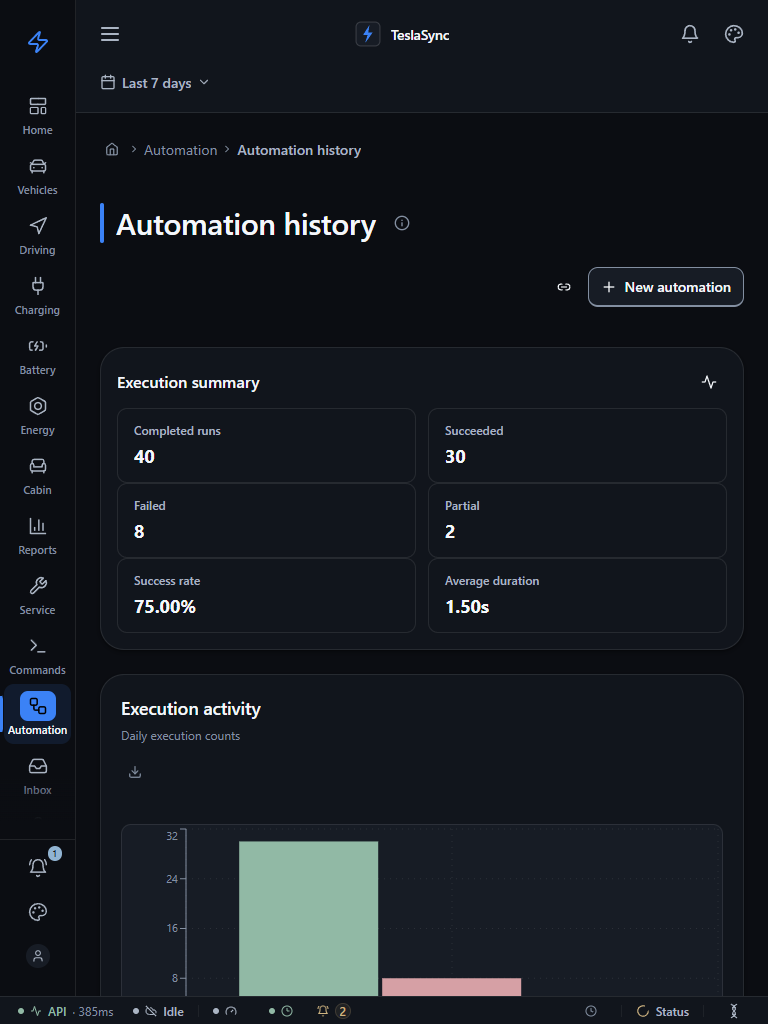 TeslaSync
Last 7 days
Home
Vehicles
Driving
Charging
Battery
Energy
Cabin
Reports
Service
Commands
Automation
Inbox
1
Automation
Automation history
Automation history
New automation
Execution summary
Completed runs
40
Succeeded
30
Failed
8
Partial
2
Success rate
75.00%
Average duration
1.50s
Execution activity
Daily execution counts
32
24
16
8
API · 385ms
Idle
2
Status